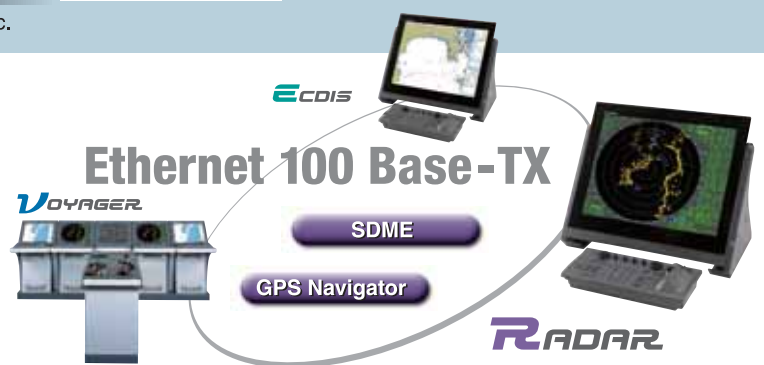 c.
ECDIS
Ethernet 100 Base-TX
VOYAGER
SDME
GPS Navigator
RADAR